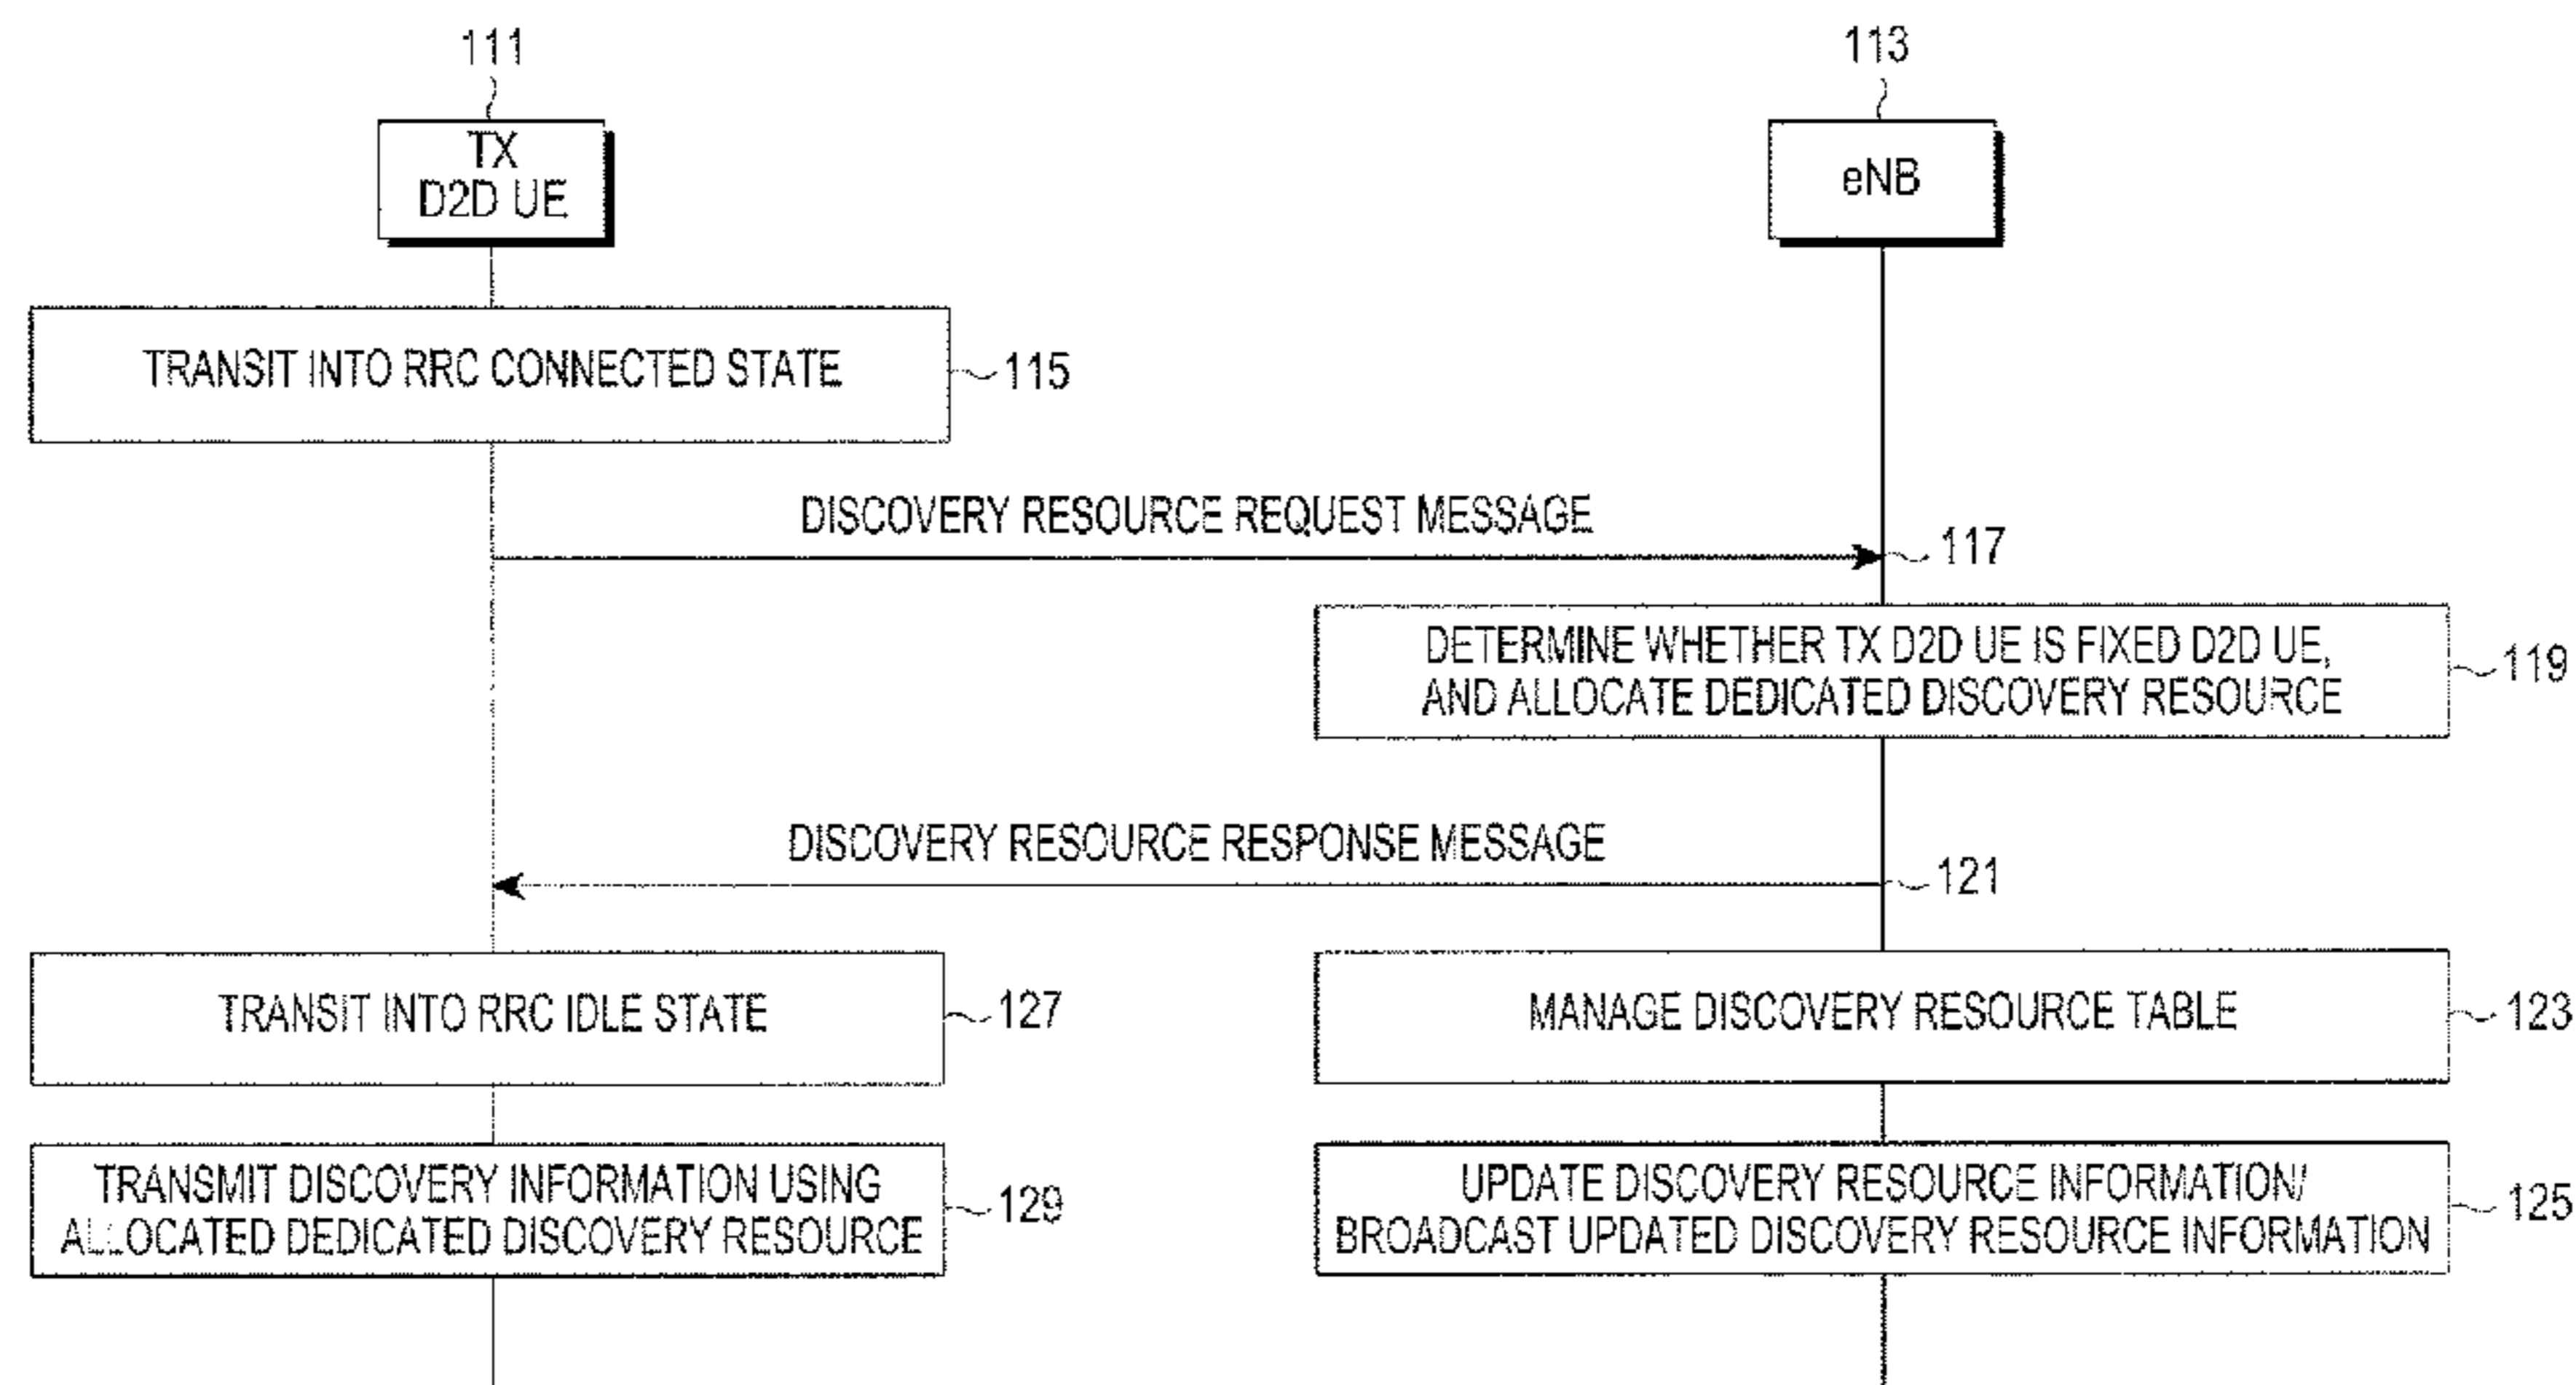 111
113
TX
D2D UE
eNB
TRANSIT INTO RRC CONNECTED STATE
115
DISCOVERY RESOURCE REQUEST MESSAGE
117
DETERMINE WHETHER TX D2D UE IS FIXED D2D UE,
AND ALLOCATE DEDICATED DISCOVERY RESOURCE
119
DISCOVERY RESOURCE RESPONSE MESSAGE
121
TRANSIT INTO RRC IDLE STATE
127
MANAGE DISCOVERY RESOURCE TABLE
123
TRANSMIT DISCOVERY INFORMATION USING
ALLOCATED DEDICATED DISCOVERY RESOURCE
129
UPDATE DISCOVERY RESOURCE INFORMATION/
BROADCAST UPDATED DISCOVERY RESOURCE INFORMATION
125